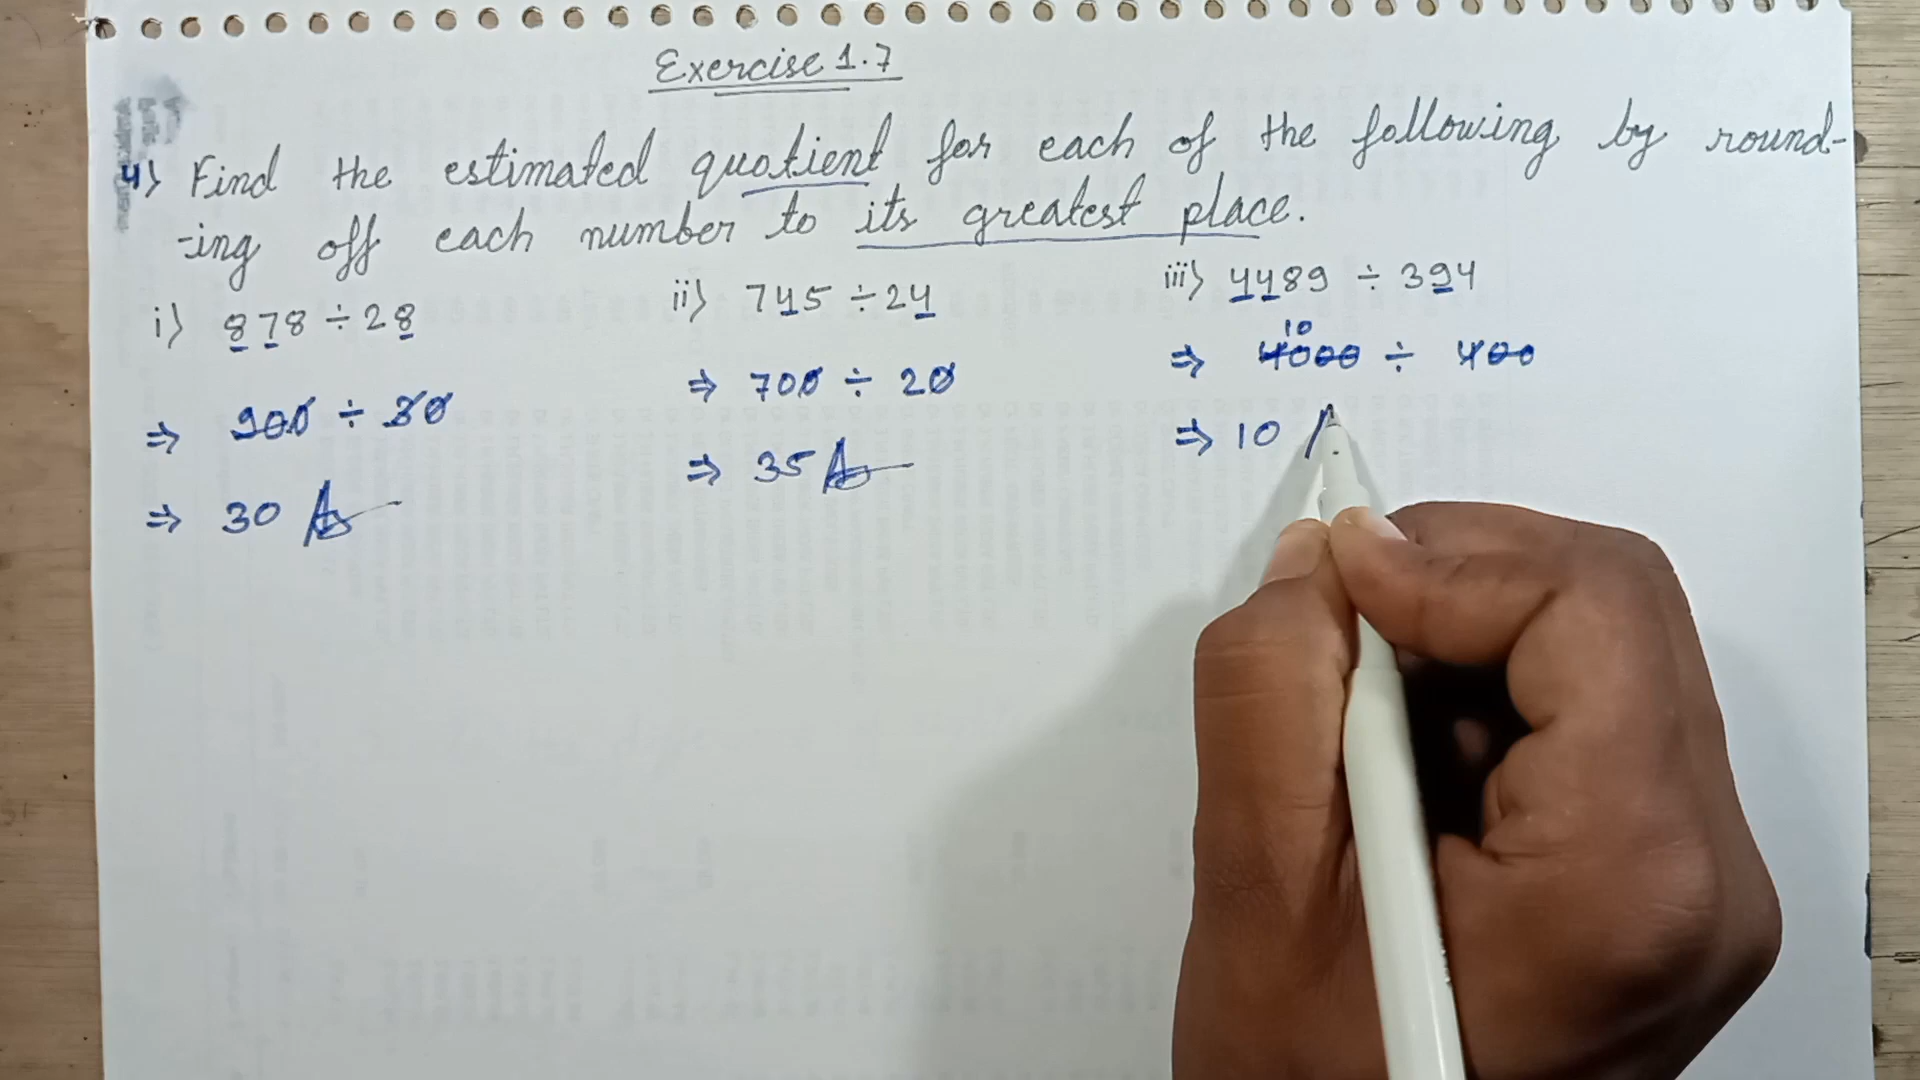 Exercise 1.7
4) Find the estimated quotient for each of the following by round-
-ing off each number to its greatest place.
i) 878 ÷ 28
⇒ 900 ÷ 30
⇒ 30
ii) 745 ÷ 24
⇒ 700 ÷ 20
⇒ 35
iii) 4489 ÷ 394
10
⇒ 4000 ÷ 400
⇒ 10